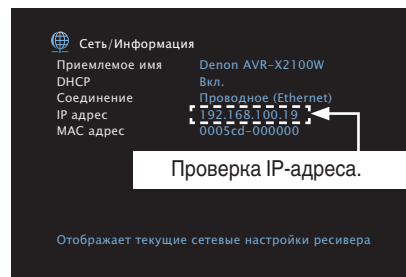 Сеть/Информация
Приемлемое имя Denon AVR-X2100W
DHCP Вкл.
Соединение Проводное (Ethernet)
IP адрес 192.168.100.19
MAC адрес 0005cd-000000
Проверка IP-адреса.
Отображает текущие сетевые настройки ресивера